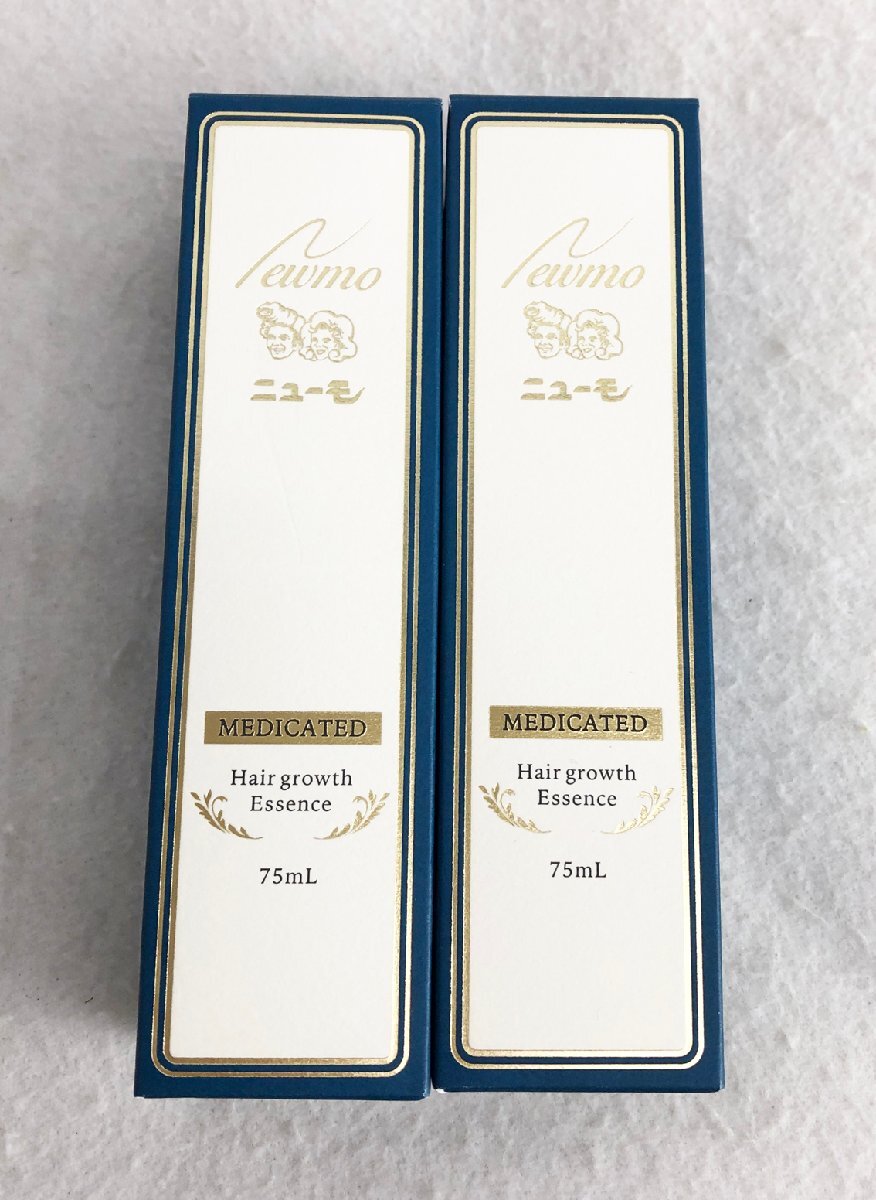 Newmo
ニューモ
MEDICATED
Hair growth
Essence
75mL
Newmo
ニューモ
MEDICATED
Hair growth
Essence
75mL